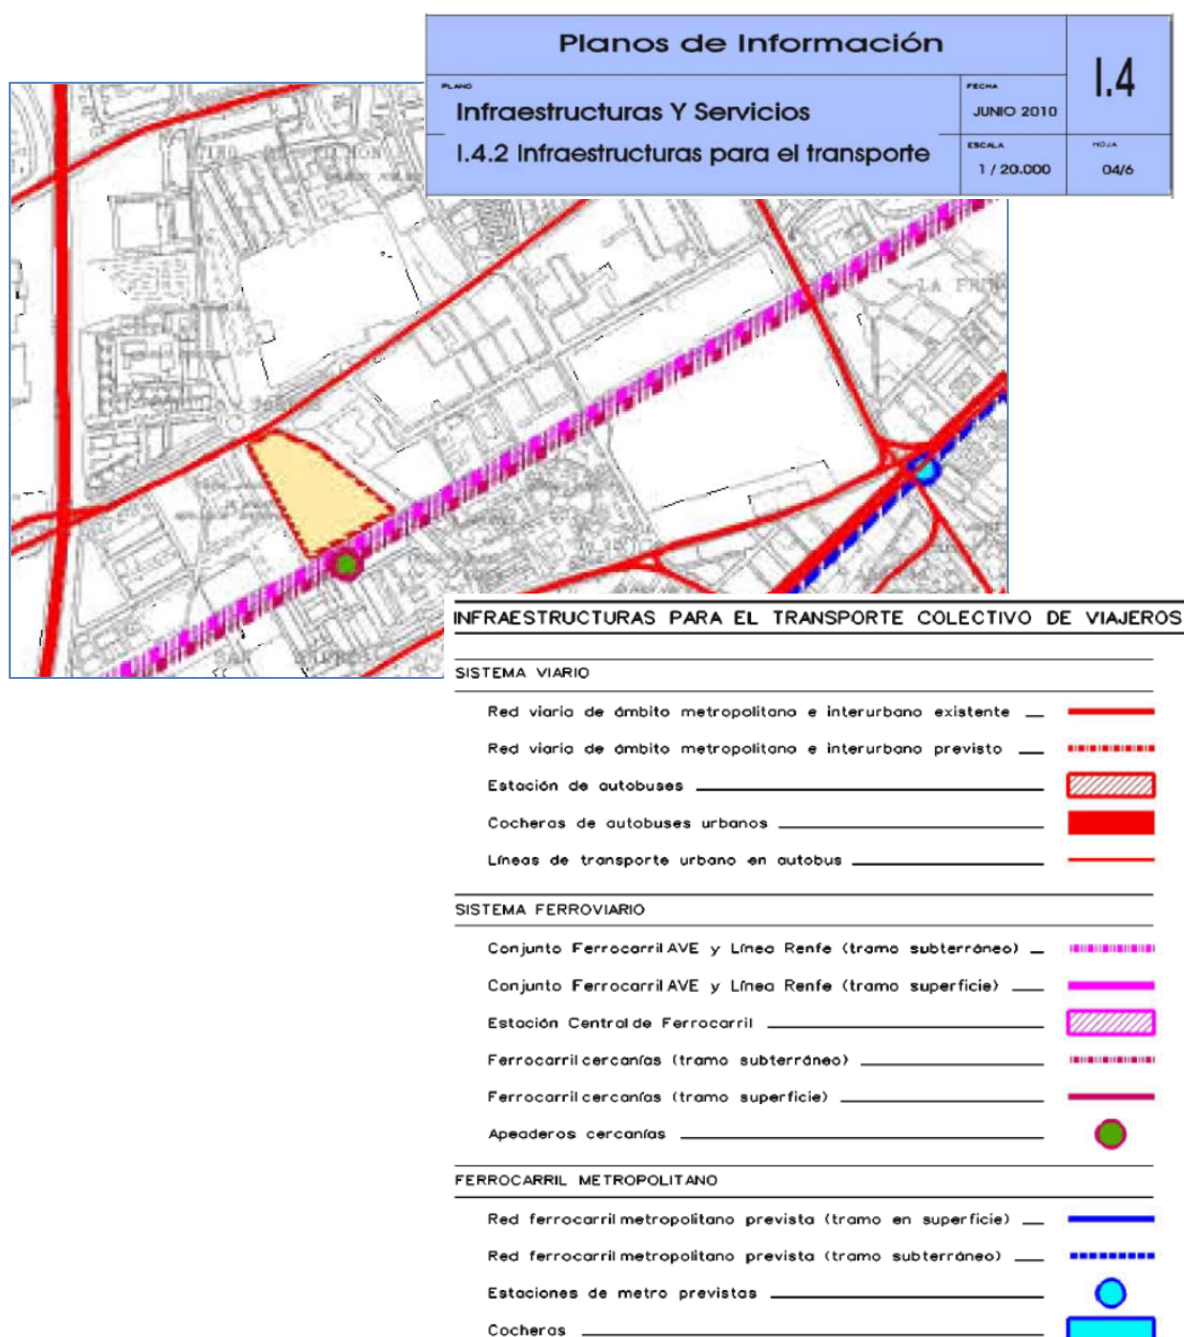 Planos de Información
I.4
PLANO
Infraestructuras Y Servicios
FECHA
JUNIO 2010
I.4.2 Infraestructuras para el transporte
ESCALA
1 / 20.000
HOJA
04/6
LA
INFRAESTRUCTURAS PARA EL TRANSPORTE COLECTIVO DE VIAJEROS
SISTEMA VIARIO
Red viaria de ámbito metropolitano e interurbano existente
Red viaria de ámbito metropolitano e interurbano previsto
Estación de autobuses
Cocheras de autobuses urbanos
Líneas de transporte urbano en autobus
SISTEMA FERROVIARIO
Conjunto Ferrocarril AVE y Línea Renfe (tramo subterráneo)
Conjunto Ferrocarril AVE y Línea Renfe (tramo superficie)
Estación Central de Ferrocarril
Ferrocarril cercanías (tramo subterráneo)
Ferrocarril cercanías (tramo superficie)
Apeaderos cercanías
FERROCARRIL METROPOLITANO
Red ferrocarril metropolitano prevista (tramo en superficie)
Red ferrocarril metropolitano prevista (tramo subterráneo)
Estaciones de metro previstas
Cocheras